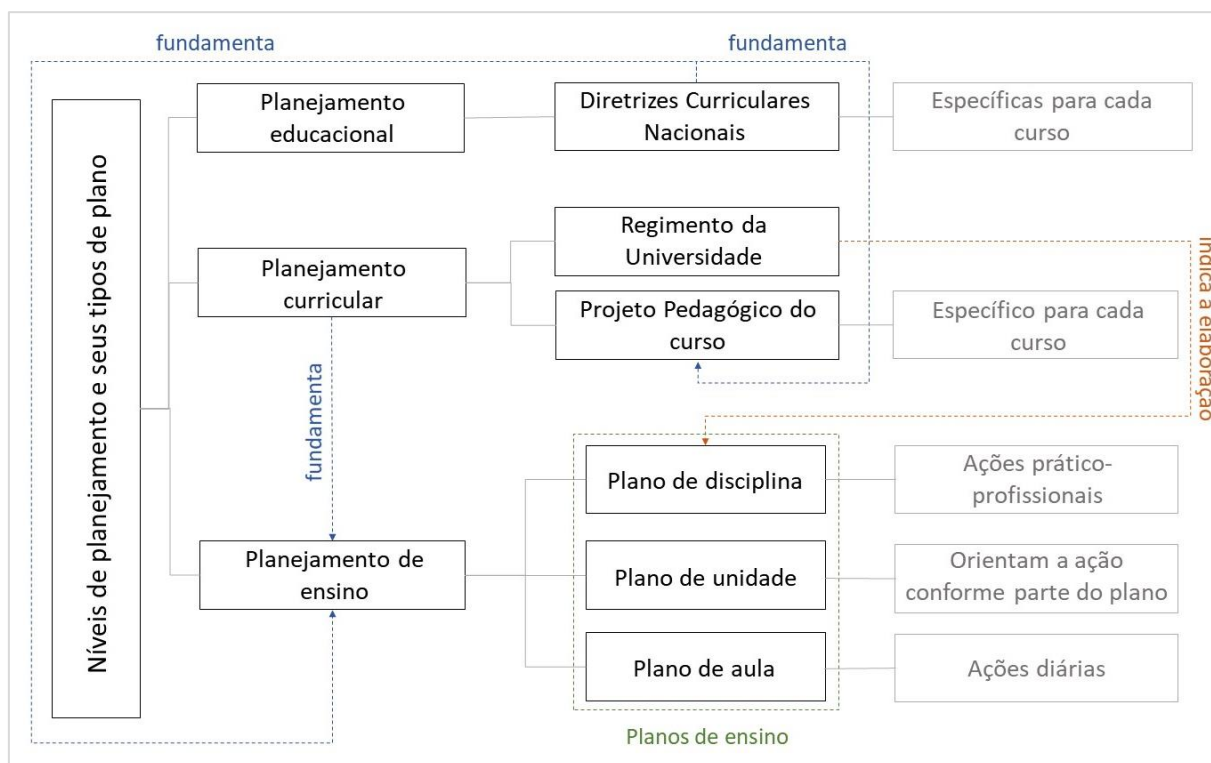 fundamenta
fundamenta
Níveis de planejamento e seus tipos de plano
Planejamento
educacional
Diretrizes Curriculares
Nacionais
Específicas para cada
curso
Planejamento
curricular
Regimento da
Universidade
Projeto Pedagógico do
curso
Específico para cada
curso
Indica a elaboração
fundamenta
Planejamento de
ensino
Plano de disciplina
Ações prático-
profissionais
Plano de unidade
Orientam a ação
conforme parte do plano
Plano de aula
Ações diárias
Planos de ensino